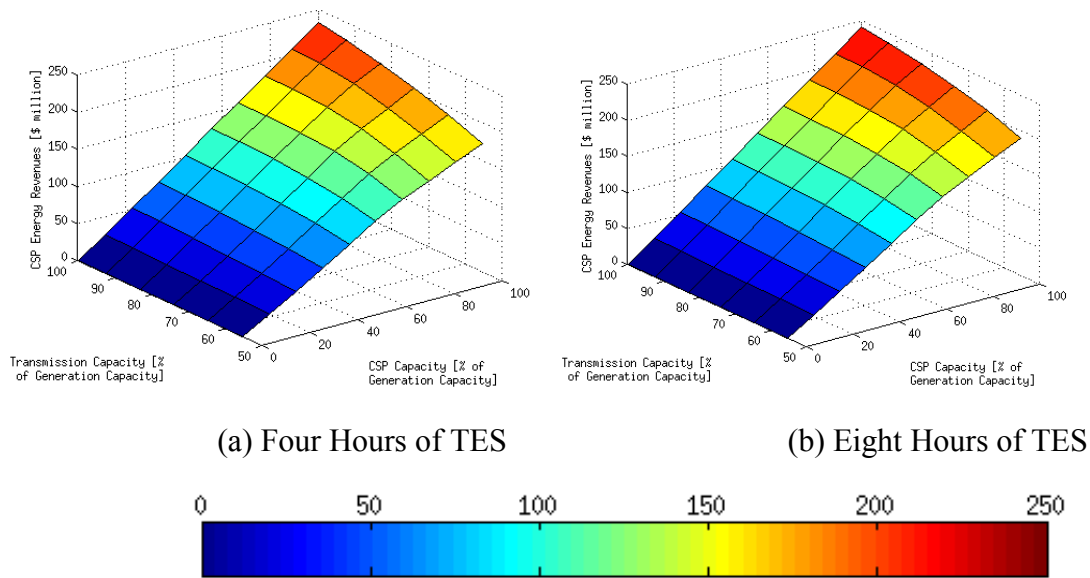 250
200
150
100
50
0
CSP Energy Revenues [$ million]
100
90
80
70
60
50
0
20
40
60
80
100
Transmission Capacity [%
of Generation Capacity]
CSP Capacity [% of
Generation Capacity]
250
200
150
100
50
0
CSP Energy Revenues [$ million]
100
90
80
70
60
50
0
20
40
60
80
100
Transmission Capacity [%
of Generation Capacity]
CSP Capacity [% of
Generation Capacity]
(a) Four Hours of TES
(b) Eight Hours of TES
0 50 100 150 200 250